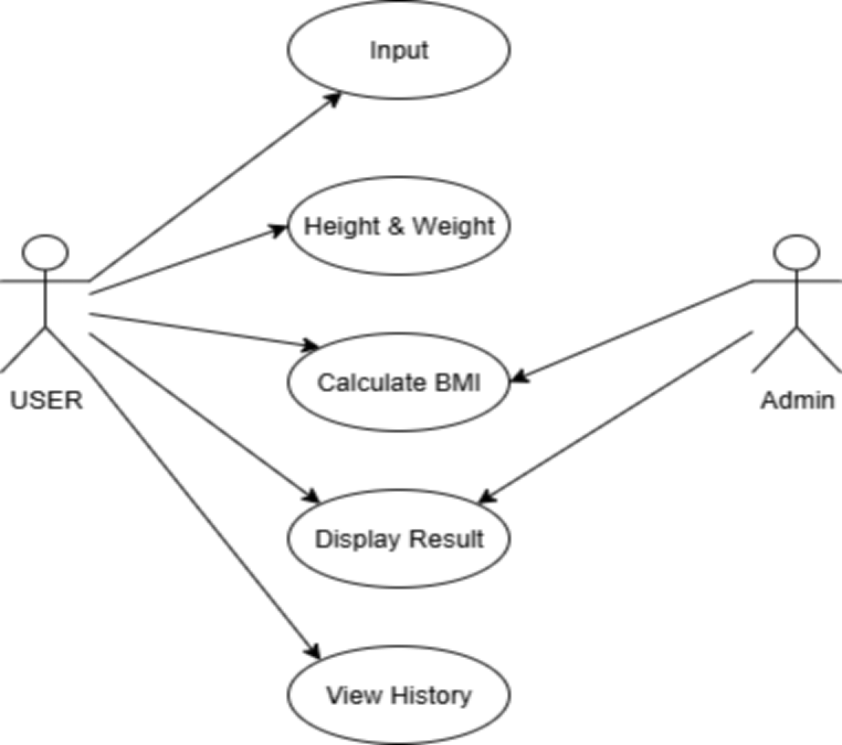 Input
Height & Weight
Calculate BMI
USER
Admin
Display Result
View History